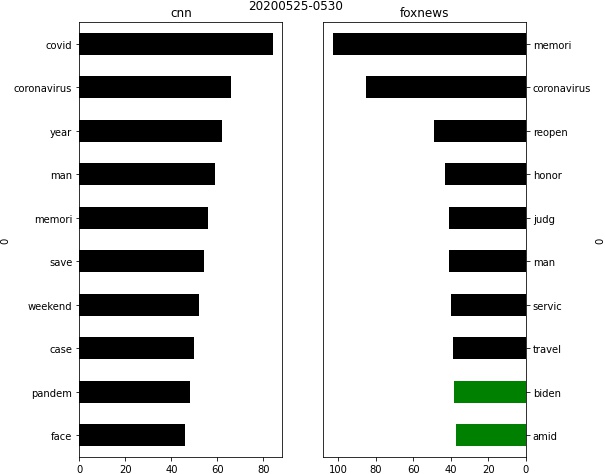 20200525-0530
cnn
foxnews
covid
coronavirus
year
man
memori
save
weekend
case
pandem
face
0
0 20 40 60 80
memori
coronavirus
reopen
honor
judg
man
servic
travel
biden
amid
0
100 80 60 40 20 0